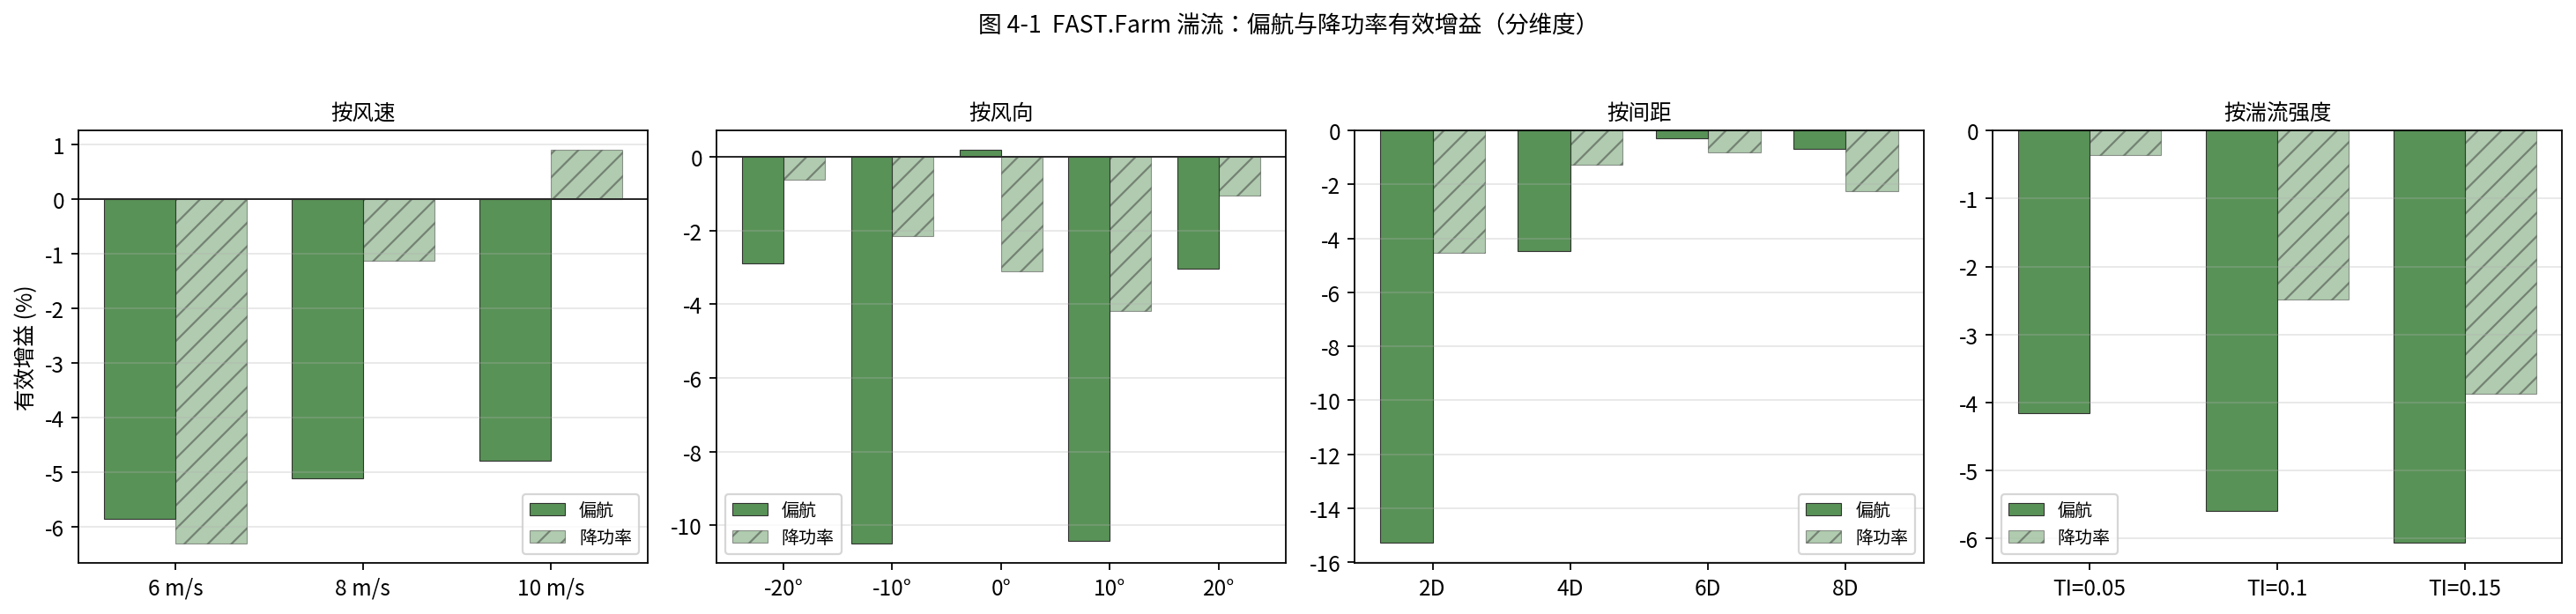 图 4-1 FAST.Farm 湍流：偏航与降功率有效增益（分维度）
按风速
有效增益 (%)
1
0
-1
-2
-3
-4
-5
-6
6 m/s
8 m/s
10 m/s
偏航
降功率
按风向
0
-2
-4
-6
-8
-10
-20°
-10°
0°
10°
20°
偏航
降功率
按间距
0
-2
-4
-6
-8
-10
-12
-14
-16
2D
4D
6D
8D
偏航
降功率
按湍流强度
0
-1
-2
-3
-4
-5
-6
TI=0.05
TI=0.1
TI=0.15
偏航
降功率